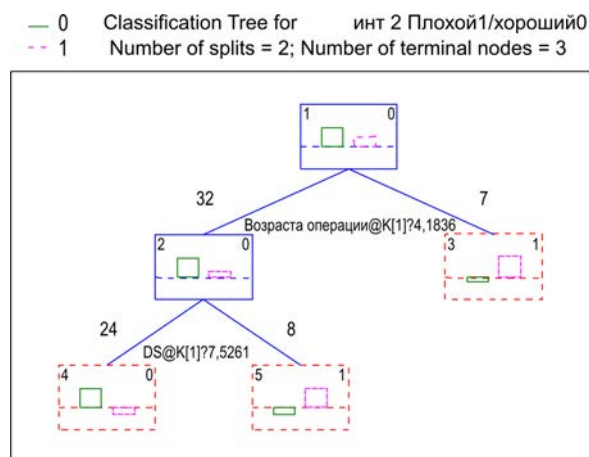 0 Classification Tree for инт 2 Плохой1/хороший0
1 Number of splits = 2; Number of terminal nodes = 3
1 0
32 7
Возраста операции@K[1]?4,1836
2 0 3 1
24 8
DS@K[1]?7,5261
4 0 5 1